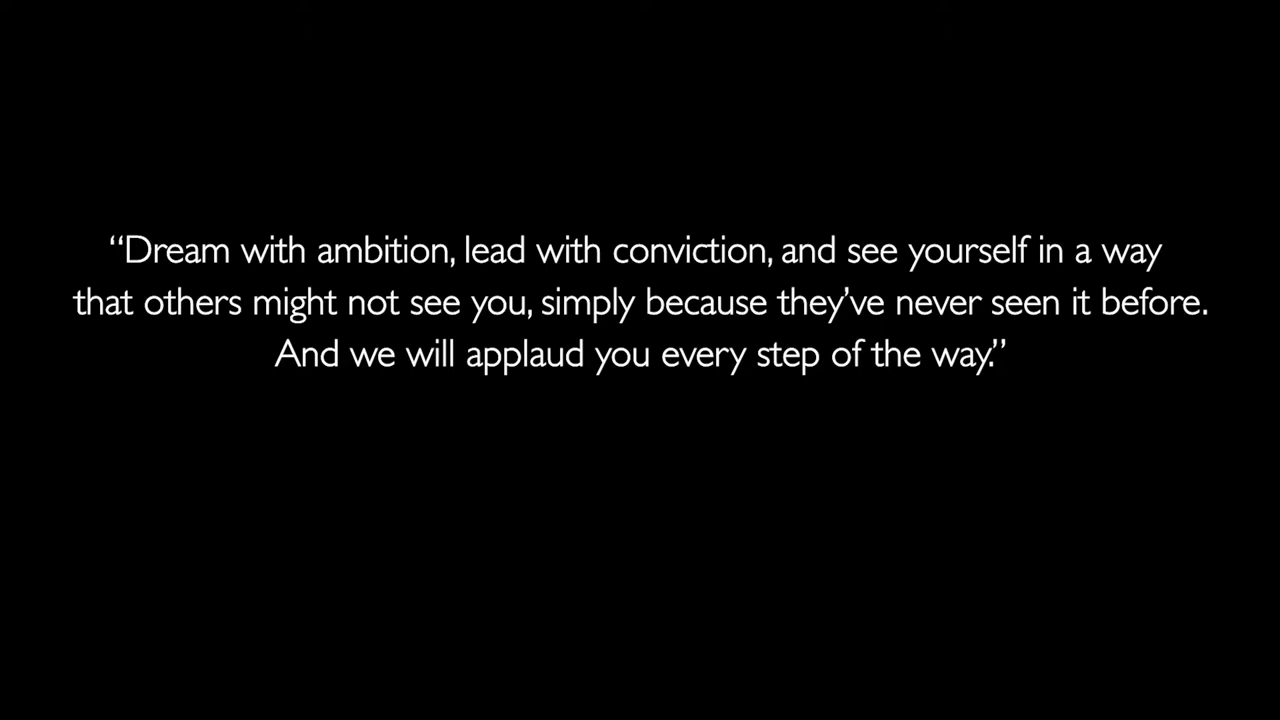 “Dream with ambition, lead with conviction, and see yourself in a way
that others might not see you, simply because they’ve never seen it before.
And we will applaud you every step of the way.”